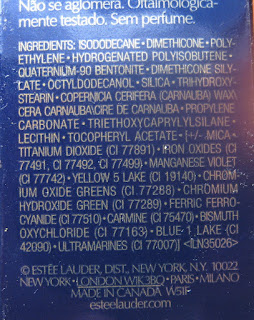 Não se aglomera. Oftalmologica-
mente testado. Sem perfume.
INGREDIENTS: ISODODECANE • DIMETHICONE • POLY-
ETHYLENE • HYDROGENATED POLYISOBUTENE •
QUATERNIUM-90 BENTONITE • DIMETHICONE SILY-
LATE • OCTYLDODECANOL • SILICA • TRIHYDROXY-
STEARIN • COPERNICIA CERIFERA (CARNAUBA) WAX\
CERA CARNAUBA\CIRE DE CARNAUBA • PROPYLENE
CARBONATE • TRIETHOXYCAPRYLYLSILANE •
LECITHIN • TOCOPHERYL ACETATE • [+/- MICA •
TITANIUM DIOXIDE (CI 77891) • IRON OXIDES (CI
77491, CI 77492, CI 77499) • MANGANESE VIOLET
(CI 77742) • YELLOW 5 LAKE (CI 19140) • CHROM-
IUM OXIDE GREENS (CI 77288) • CHROMIUM
HYDROXIDE GREEN (CI 77289) • FERRIC FERRO-
CYANIDE (CI 77510) • CARMINE (CI 75470) • BISMUTH
OXYCHLORIDE (CI 77163) • BLUE 1 LAKE (CI
42090) • ULTRAMARINES (CI 77007)] <ILN35026>
© ESTĒE LAUDER, DIST., NEW YORK, N.Y. 10022
NEW YORK • LONDON W1K 3BQ • PARIS • MILANO
MADE IN CANADA W51F
esteelauder.com